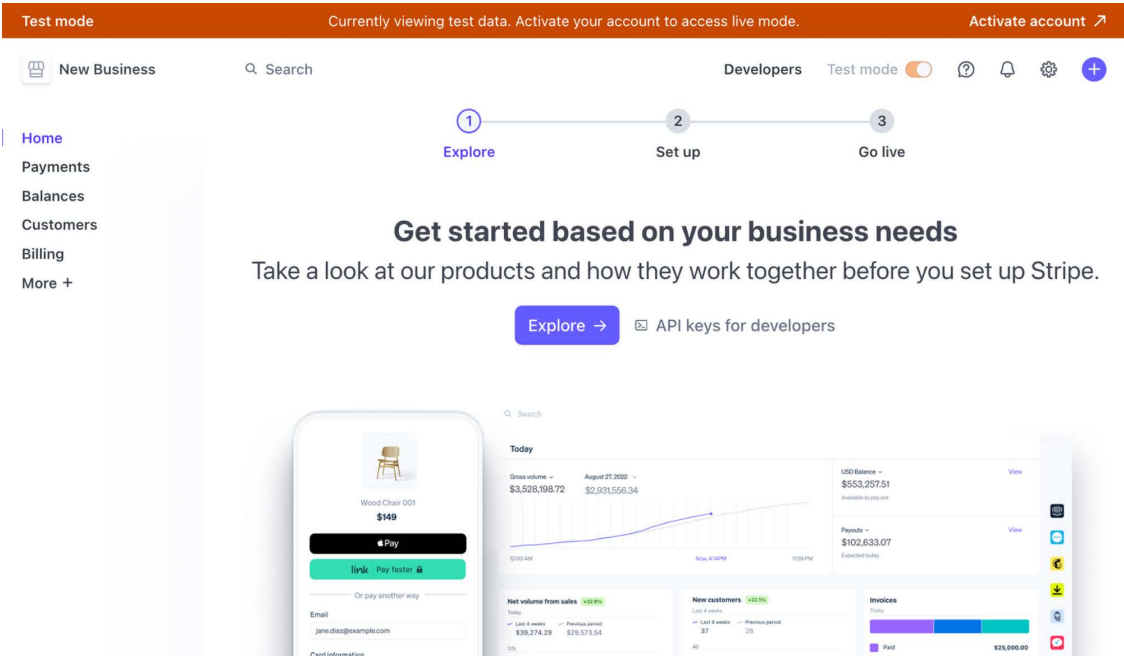 Test mode
Currently viewing test data. Activate your account to access live mode.
Activate account ↗
New Business
Search
Developers
Test mode
Home
Payments
Balances
Customers
Billing
More +
1
2
3
Explore
Set up
Go live
Get started based on your business needs
Take a look at our products and how they work together before you set up Stripe.
Explore →
API keys for developers
Wood Chair 001
$149
Pay
link Pay faster
Or pay another way
Email
jane.diaz@example.com
Card information
Search
Today
Gross volume
August 27, 2022
$3,528,198.72
$2,931,556.34
12:00 AM
Now, 4:14PM
11:59 PM
USD Balance
View
$553,257.51
Available to pay out
Payouts
View
$102,633.07
Expected today
Net volume from sales +32.8%
Today
Last 4 weeks
Previous period
$39,274.29
$29,573.54
New customers +32.1%
Last 4 weeks
Last 4 weeks
Previous period
37
28
40
Invoices
Today
Paid
$25,000.00